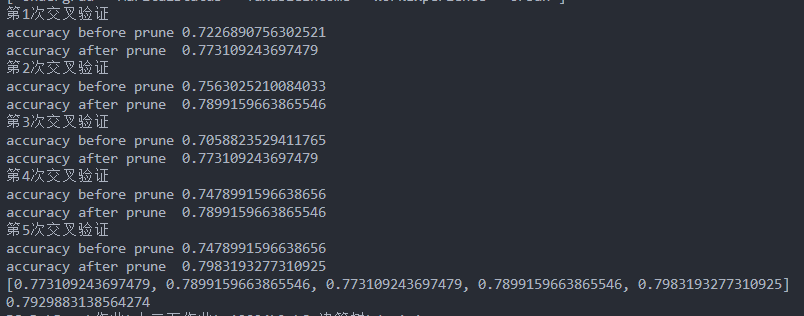 第1次交叉验证
accuracy before prune 0.7226890756302521
accuracy after prune  0.773109243697479
第2次交叉验证
accuracy before prune 0.7563025210084033
accuracy after prune  0.7899159663865546
第3次交叉验证
accuracy before prune 0.7058823529411765
accuracy after prune  0.773109243697479
第4次交叉验证
accuracy before prune 0.7478991596638656
accuracy after prune  0.7899159663865546
第5次交叉验证
accuracy before prune 0.7478991596638656
accuracy after prune  0.7983193277310925
[0.773109243697479, 0.7899159663865546, 0.773109243697479, 0.7899159663865546, 0.7983193277310925]
0.7929883138564274